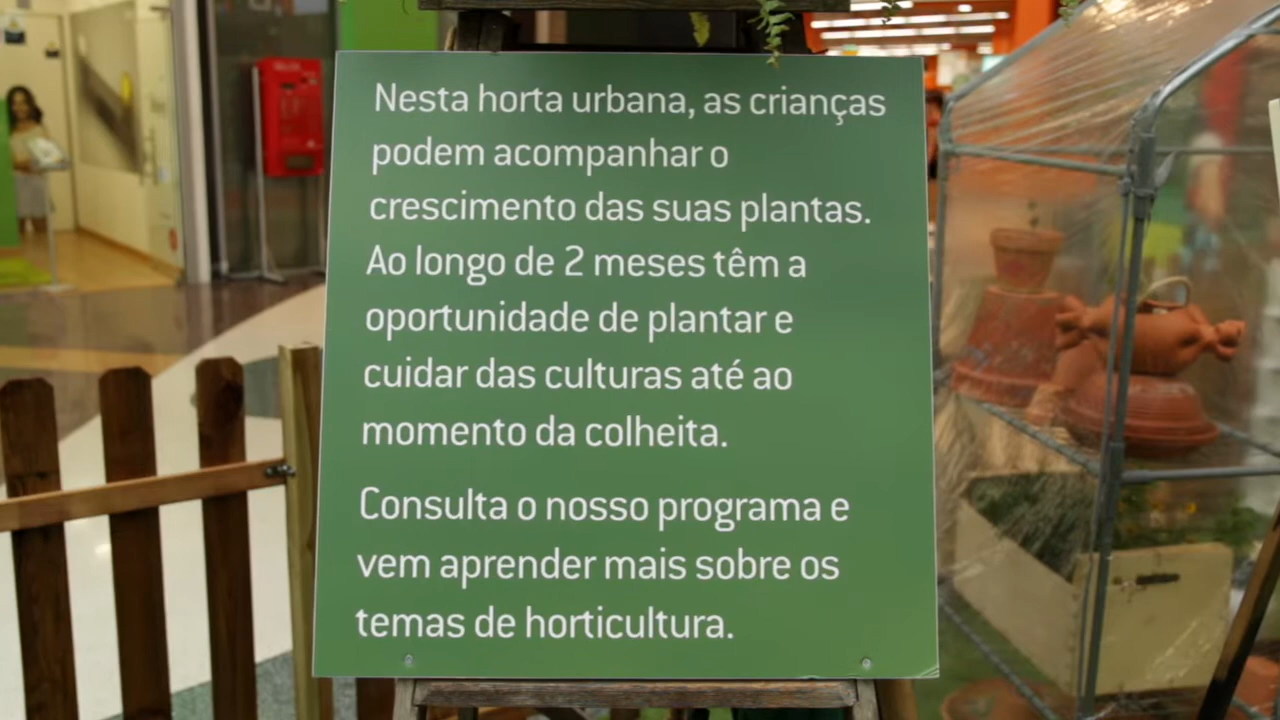 Nesta horta urbana, as crianças
podem acompanhar o
crescimento das suas plantas.
Ao longo de 2 meses têm a
oportunidade de plantar e
cuidar das culturas até ao
momento da colheita.
Consulta o nosso programa e
vem aprender mais sobre os
temas de horticultura.